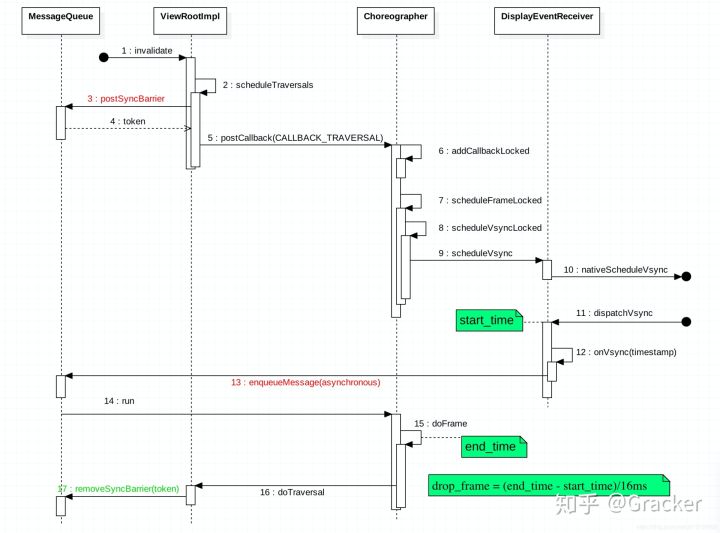 MessageQueue
ViewRootImpl
Choreographer
DisplayEventReceiver
1 : invalidate
2 : scheduleTraversals
3 : postSyncBarrier
4 : token
5 : postCallback(CALLBACK_TRAVERSAL)
6 : addCallbackLocked
7 : scheduleFrameLocked
8 : scheduleVsyncLocked
9 : scheduleVsync
10 : nativeScheduleVsync
11 : dispatchVsync
start_time
12 : onVsync(timestamp)
13 : enqueueMessage(asynchronous)
14 : run
15 : doFrame
end_time
17 : removeSyncBarrier(token)
16 : doTraversal
drop_frame = (end_time - start_time)/16ms
知乎 @Gracker